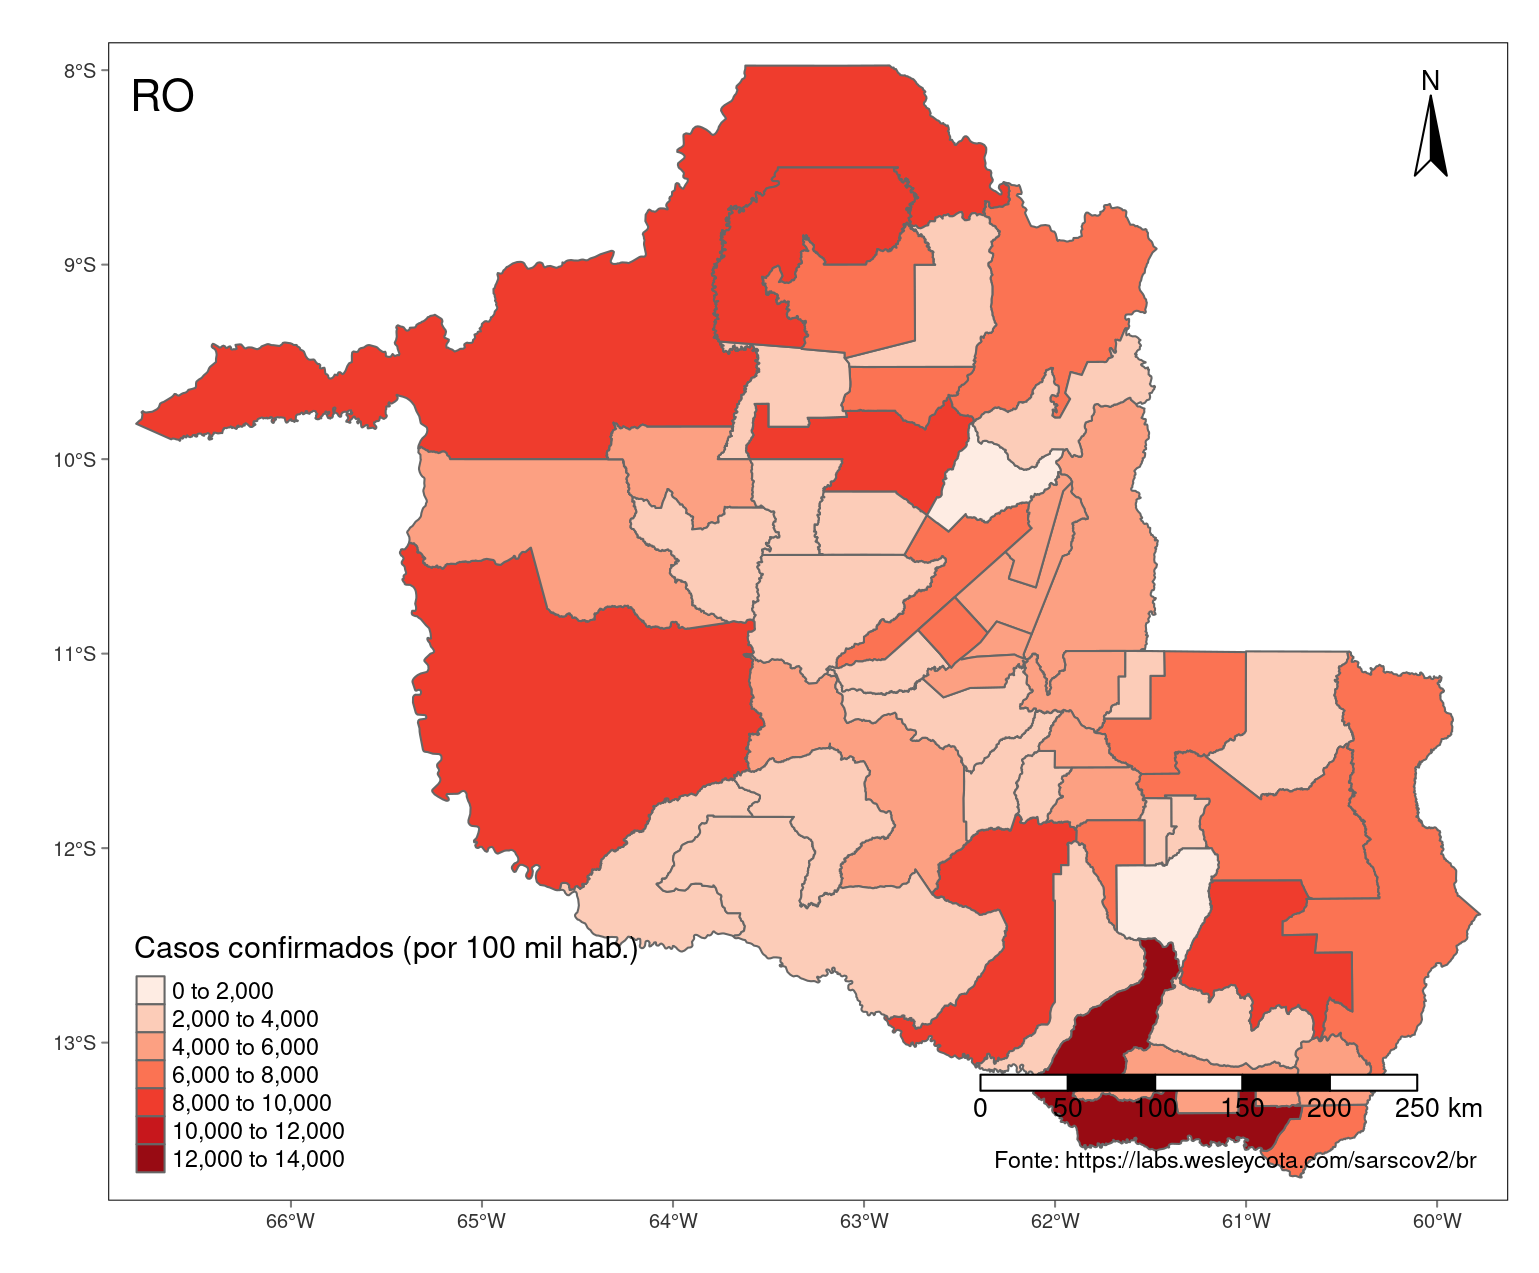 RO
N
8°S
9°S
10°S
11°S
12°S
13°S
Casos confirmados (por 100 mil hab.)
0 to 2,000
2,000 to 4,000
4,000 to 6,000
6,000 to 8,000
8,000 to 10,000
10,000 to 12,000
12,000 to 14,000
0 50 100 150 200 250 km
Fonte: https://labs.wesleycota.com/sarscov2/br
66°W 65°W 64°W 63°W 62°W 61°W 60°W